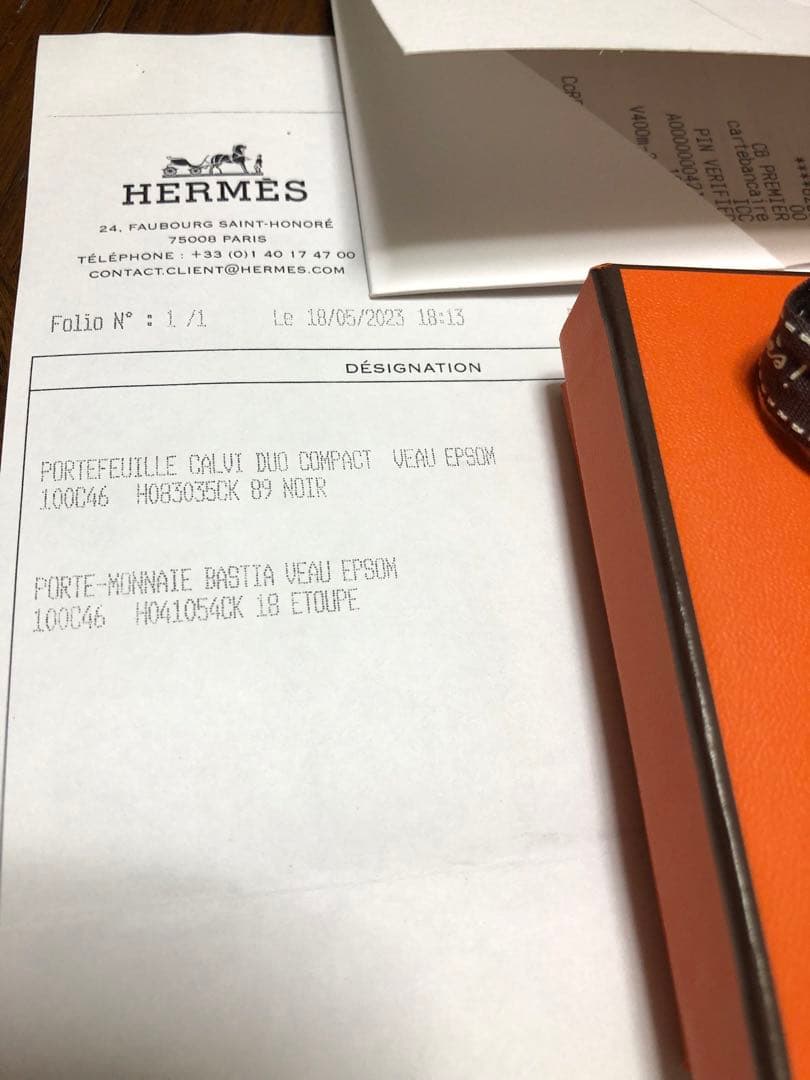 HERMÈS
24, FAUBOURG SAINT-HONORÉ
75008 PARIS
TÉLÉPHONE : +33 (0)1 40 17 47 00
CONTACT.CLIENT@HERMES.COM
Folio N° : 1 /1 Le 18/05/2023 18:13
DÉSIGNATION
PORTEFEUILLE CALVI DUO COMPACT VEAU EPSOM
100C46 H083035CK 89 NOIR
PORTE-MONNAIE BASTIA VEAU EPSOM
100C46 H041054CK 18 ETOUPE
CB PREMIER
cartebancaire ICC
PIN VERIFIE
V400m-